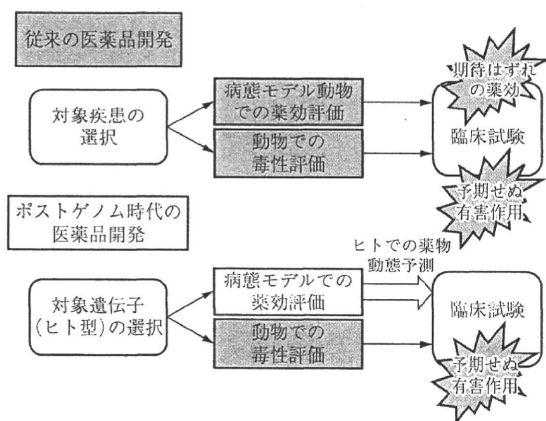 従来の医薬品開発
対象疾患の
選択
病態モデル動物
での薬効評価
動物での
毒性評価
期待はずれ
の薬効
臨床試験
予期せぬ
有害作用
ポストゲノム時代の
医薬品開発
対象遺伝子
(ヒト型)の選択
病態モデルでの
薬効評価
動物での
毒性評価
ヒトでの薬物
動態予測
臨床試験
予期せぬ
有害作用